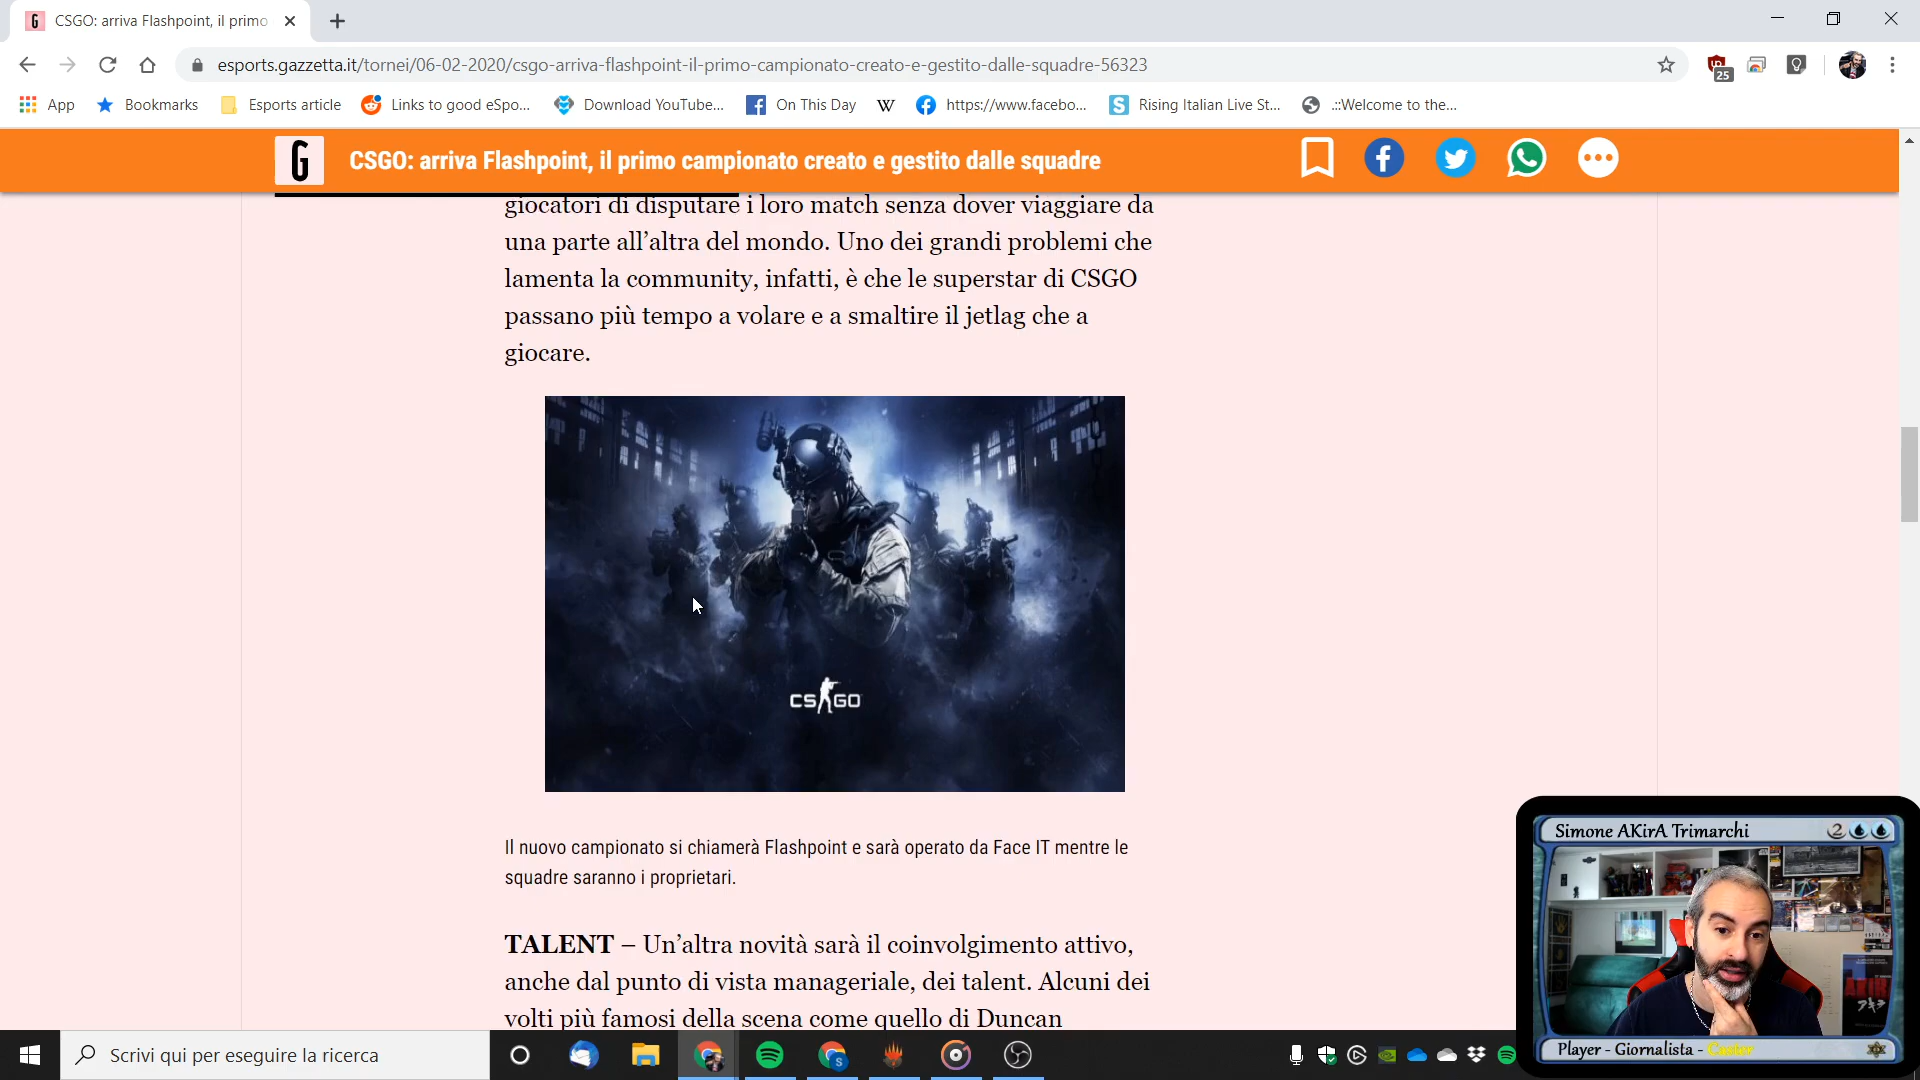 CSGO: arriva Flashpoint, il primo
esports.gazzetta.it/tornei/06-02-2020/csgo-arriva-flashpoint-il-primo-campionato-creato-e-gestito-dalle-squadre-56323
25
App
Bookmarks
Esports article
Links to good eSpo...
Download YouTube...
On This Day
W
https://www.facebo...
Rising Italian Live St...
.::Welcome to the...
G
CSGO: arriva Flashpoint, il primo campionato creato e gestito dalle squadre
giocatori di disputare i loro match senza dover viaggiare da
una parte all’altra del mondo. Uno dei grandi problemi che
lamenta la community, infatti, è che le superstar di CSGO
passano più tempo a volare e a smaltire il jetlag che a
giocare.
CS GO
Il nuovo campionato si chiamerà Flashpoint e sarà operato da Face IT mentre le
squadre saranno i proprietari.
TALENT – Un’altra novità sarà il coinvolgimento attivo,
anche dal punto di vista manageriale, dei talent. Alcuni dei
volti più famosi della scena come quello di Duncan
Simone AKirA Trimarchi
2
Player - Giornalista - Caster
Scrivi qui per eseguire la ricerca